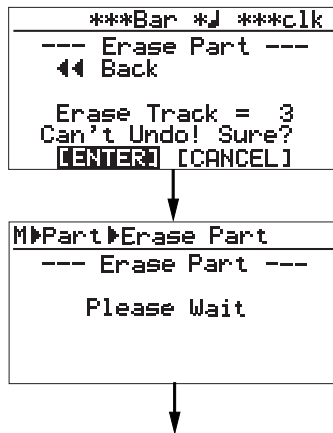 ***Bar *♩ ***clk
--- Erase Part ---
◀◀ Back
Erase Track = 3
Can't Undo! Sure?
[ENTER] [CANCEL]
M▶Part▶Erase Part
--- Erase Part ---
Please Wait